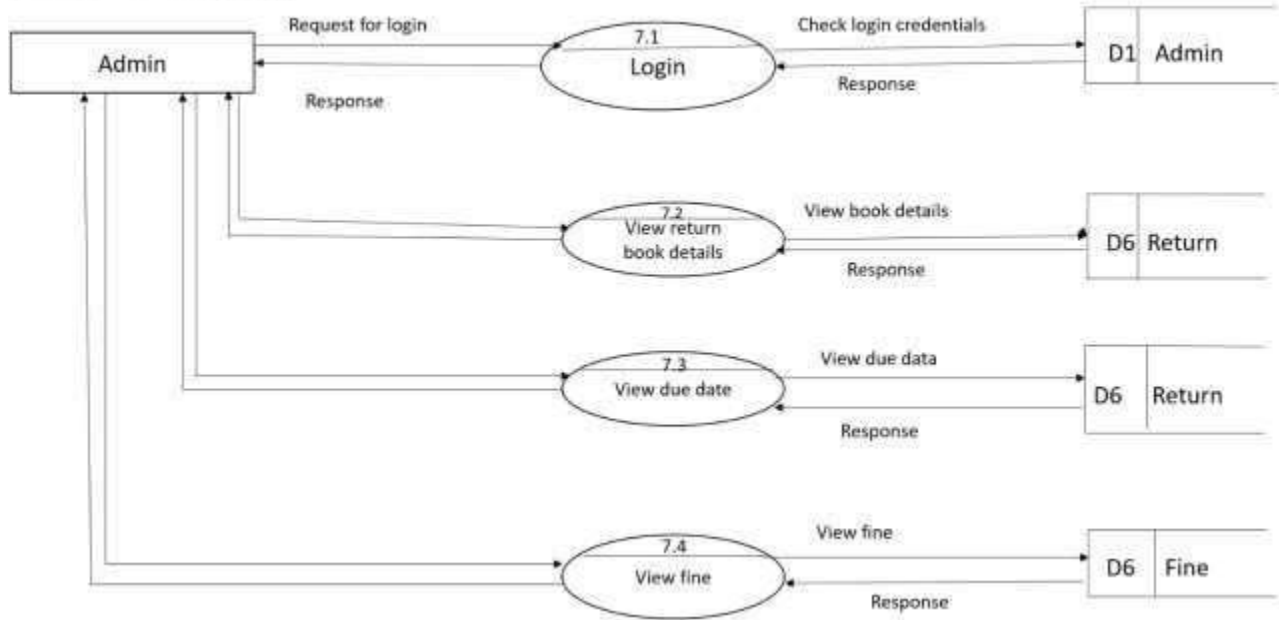 Request for login
7.1
Check login credentials
Admin
Login
D1 Admin
Response
Response
7.2
View book details
View return
book details
D6 Return
Response
7.3
View due data
View due date
D6 Return
Response
7.4
View fine
View fine
D6 Fine
Response